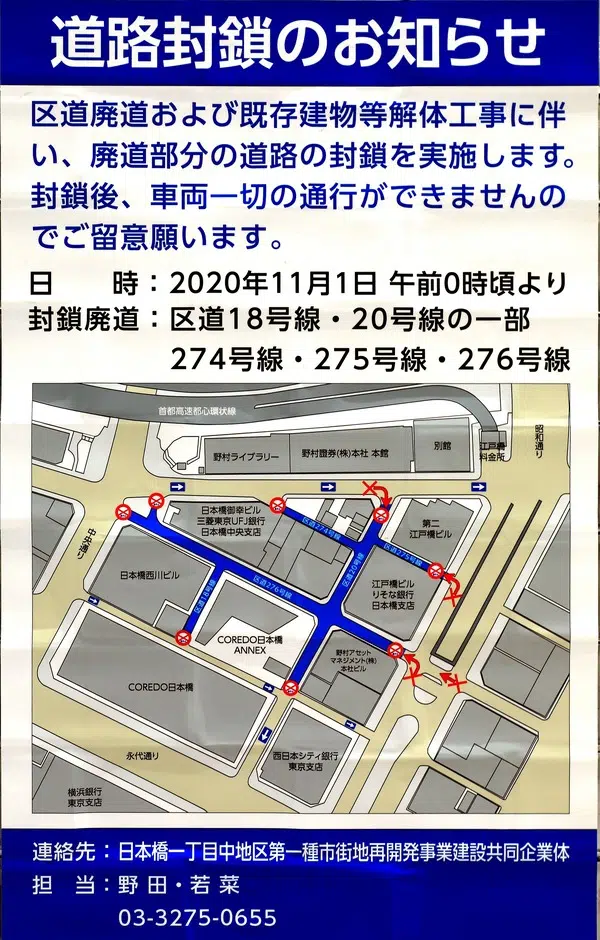 道路封鎖のお知らせ
区道廃道および既存建物等解体工事に伴
い、廃道部分の道路の封鎖を実施します。
封鎖後、車両一切の通行ができませんの
でご留意願います。
日　　時：2020年11月1日 午前0時頃より
封鎖廃道：区道18号線・20号線の一部
274号線・275号線・276号線
首都高速都心環状線
野村ライブラリー
野村證券(株)本社 本館
別館
江戸橋
料金所
昭和通り
中央通り
日本橋御幸ビル
三菱東京UFJ銀行
日本橋中央支店
区道274号線
第二
江戸橋ビル
区道275号線
区道20号線
日本橋西川ビル
区道18号線
区道276号線
江戸橋ビル
りそな銀行
日本橋支店
COREDO日本橋
ANNEX
野村アセット
マネジメント(株)
本社ビル
COREDO日本橋
永代通り
西日本シティ銀行
東京支店
横浜銀行
東京支店
連絡先：日本橋一丁目中地区第一種市街地再開発事業建設共同企業体
担　当：野田・若菜
03-3275-0655